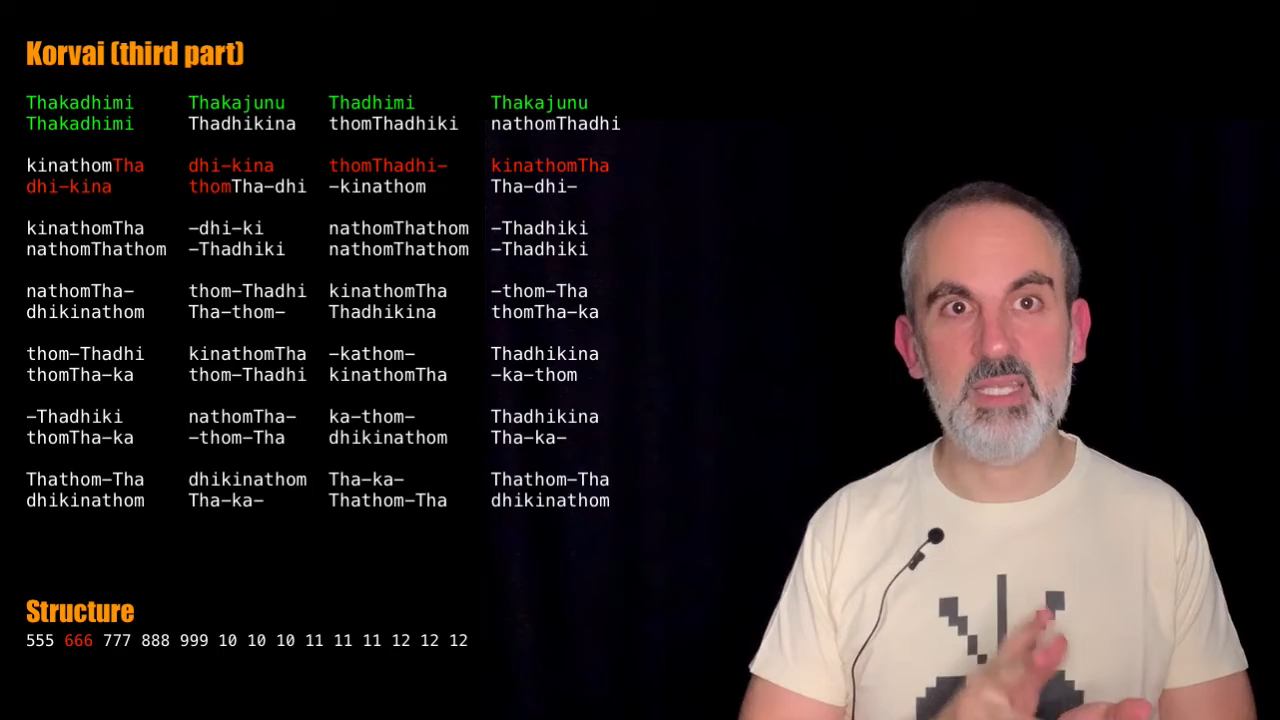 Korvai (third part)
Thakadhimi Thakajunu Thadhimi Thakajunu
Thakadhimi Thadhikina thomThadhiki nathomThadhi
kinathomTha dhi-kina thomThadhi- kinathomTha
dhi-kina thomTha-dhi -kinathom Tha-dhi-
kinathomTha -dhi-ki nathomThathom -Thadhiki
nathomThathom -Thadhiki nathomThathom -Thadhiki
nathomTha- thom-Thadhi kinathomTha -thom-Tha
dhikinathom Tha-thom- Thadhikina thomTha-ka
thom-Thadhi kinathomTha -kathom- Thadhikina
thomTha-ka thom-Thadhi kinathomTha -ka-thom
-Thadhiki nathomTha- ka-thom- Thadhikina
thomTha-ka -thom-Tha dhikinathom Tha-ka-
Thathom-Tha dhikinathom Tha-ka- Thathom-Tha
dhikinathom Tha-ka- Thathom-Tha dhikinathom
Structure
555 666 777 888 999 10 10 10 11 11 11 12 12 12